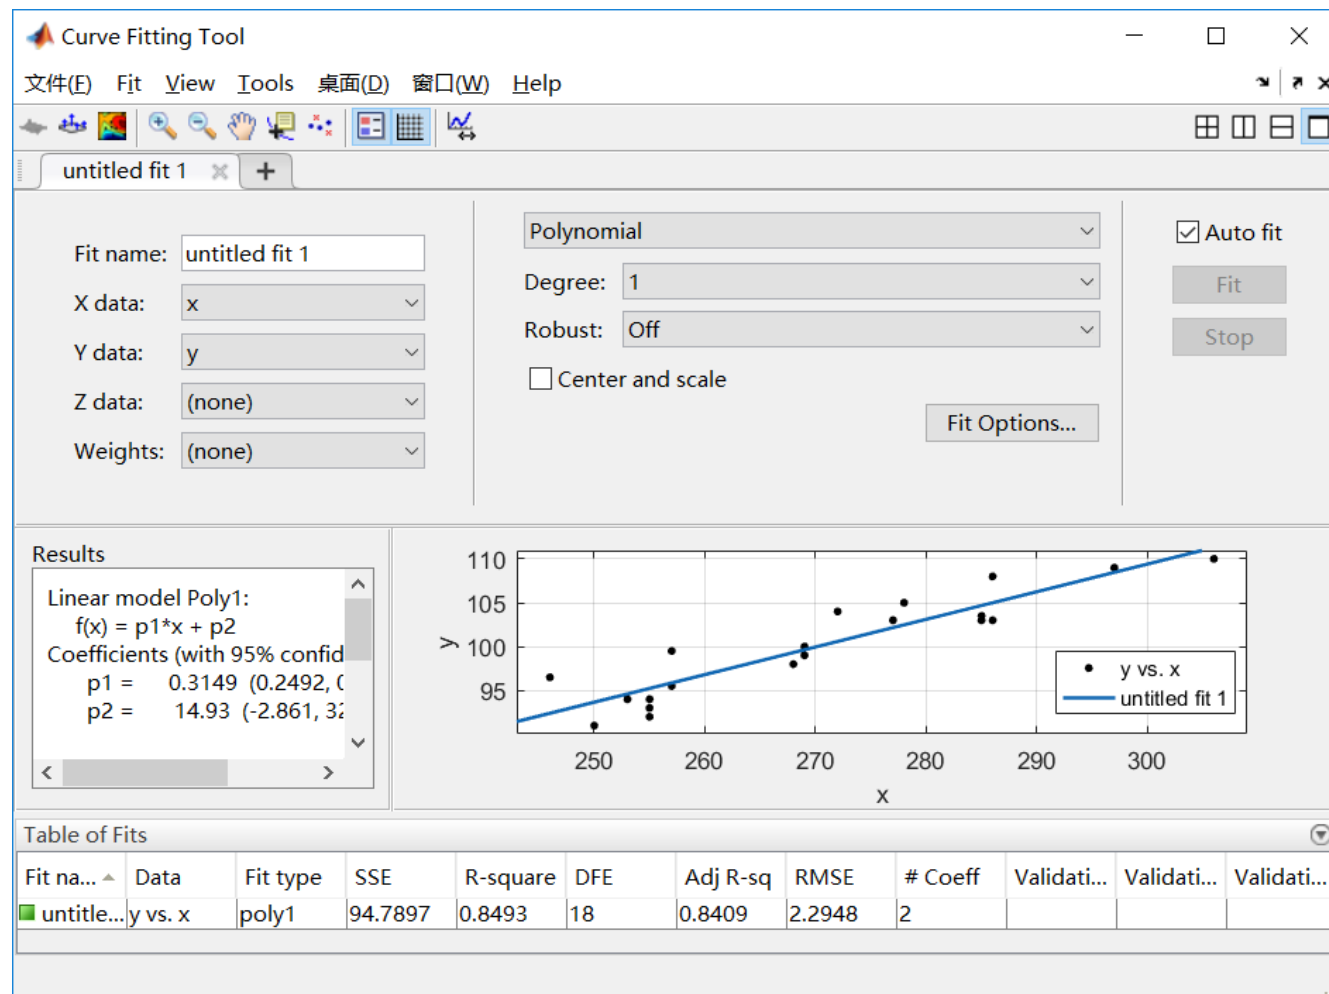 Curve Fitting Tool
文件(F) Fit View Tools 桌面(D) 窗口(W) Help
untitled fit 1
Fit name: untitled fit 1
X data: x
Y data: y
Z data: (none)
Weights: (none)
Polynomial
Degree: 1
Robust: Off
Center and scale
Fit Options...
Auto fit
Fit
Stop
Results
Linear model Poly1:
f(x) = p1*x + p2
Coefficients (with 95% confid
p1 = 0.3149 (0.2492, 0
p2 = 14.93 (-2.861, 32
110
105
100
95
y
250 260 270 280 290 300
x
y vs. x
untitled fit 1
Table of Fits
Fit na... Data Fit type SSE R-square DFE Adj R-sq RMSE # Coeff Validati... Validati... Validati...
untitle... y vs. x poly1 94.7897 0.8493 18 0.8409 2.2948 2